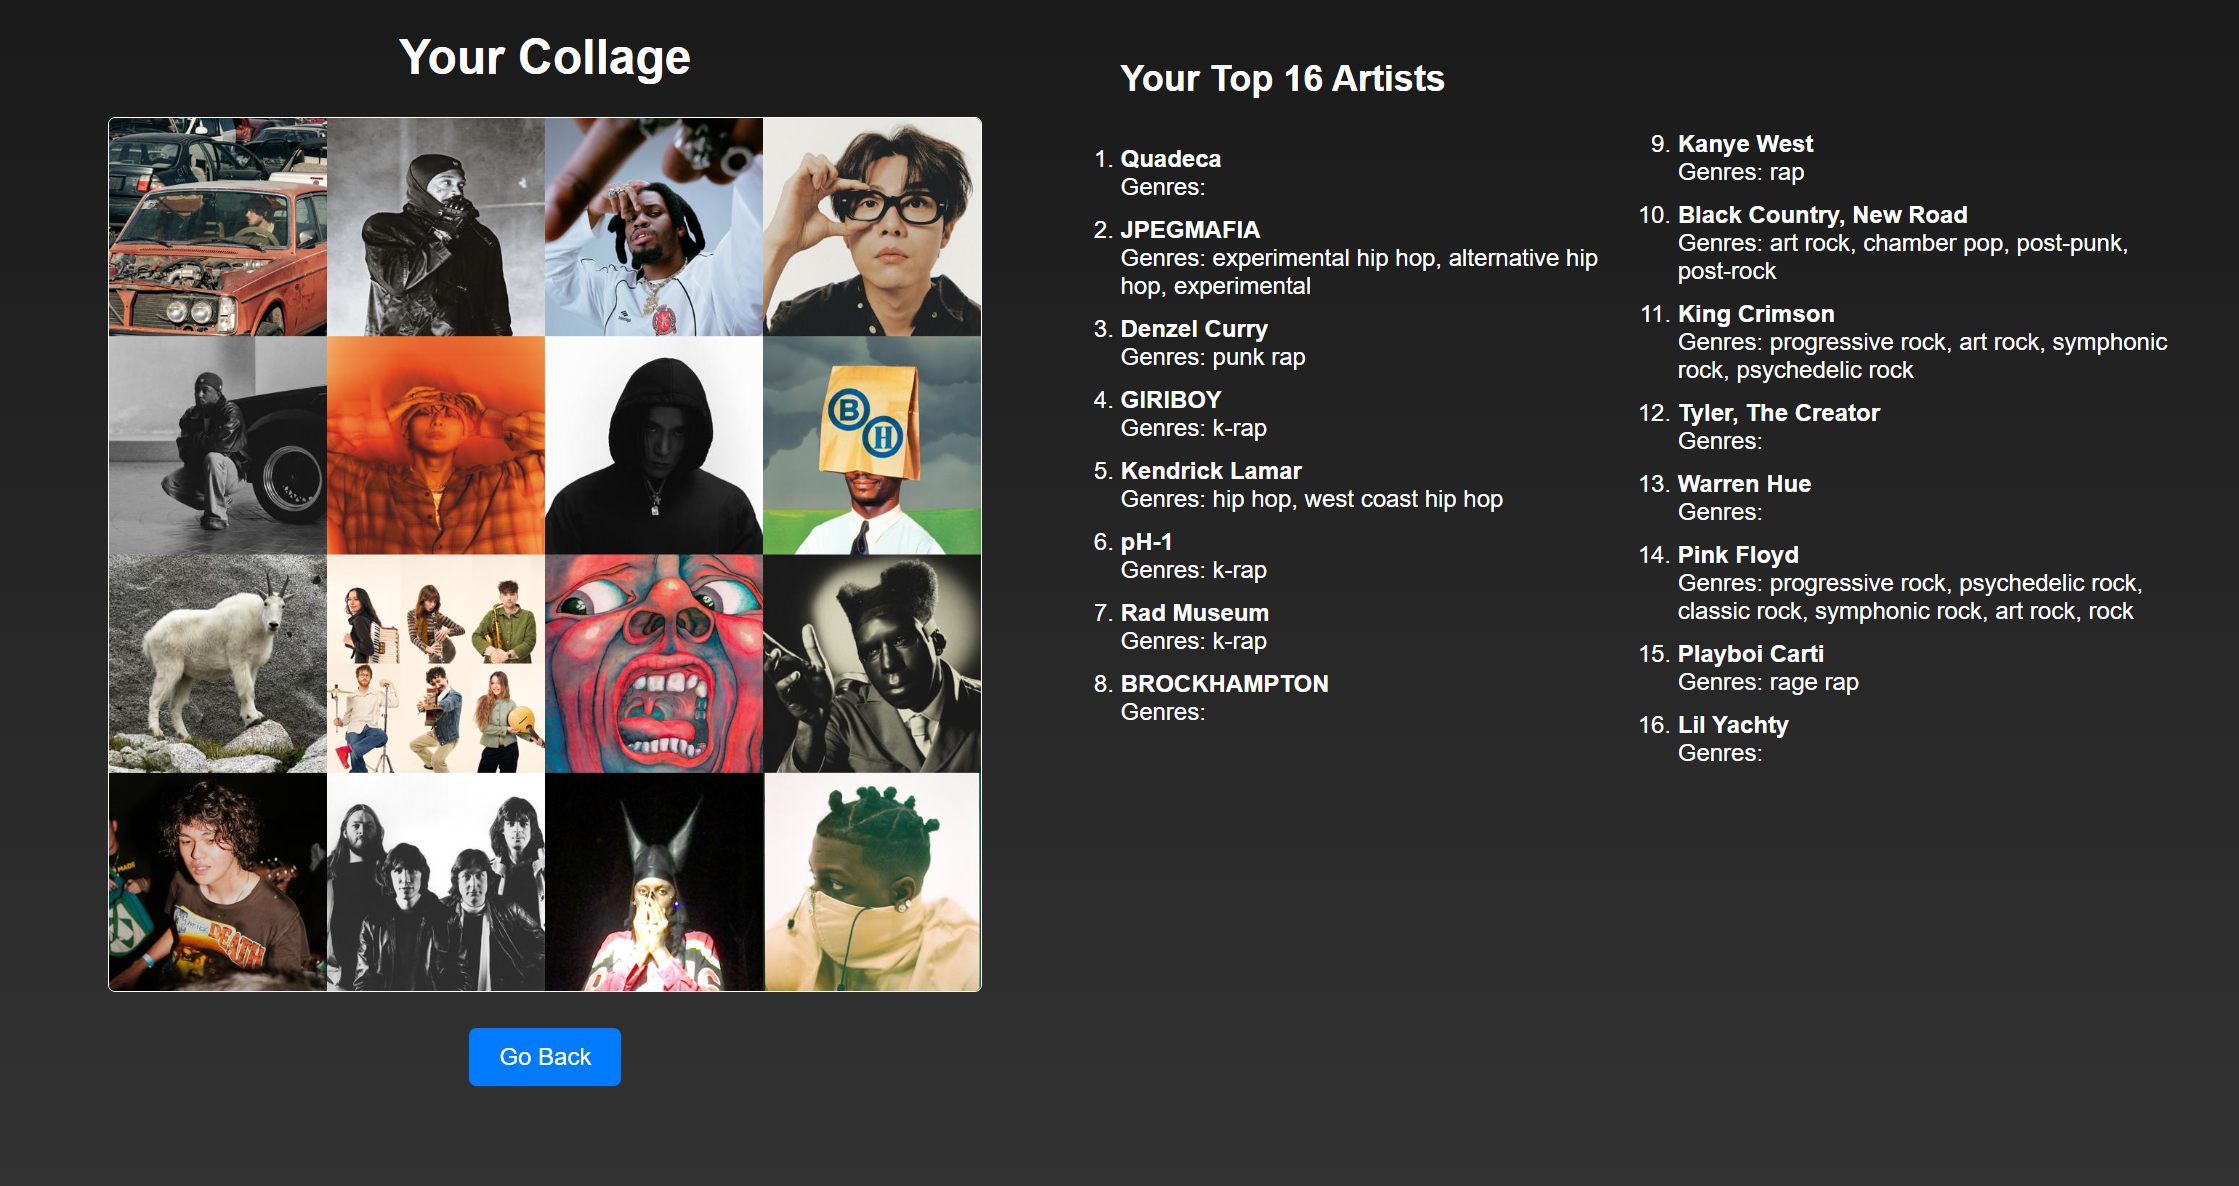 Your Collage
B
H
MADE
DEATH
Go Back
Your Top 16 Artists
1. Quadeca
Genres:
2. JPEGMAFIA
Genres: experimental hip hop, alternative hip
hop, experimental
3. Denzel Curry
Genres: punk rap
4. GIRIBOY
Genres: k-rap
5. Kendrick Lamar
Genres: hip hop, west coast hip hop
6. pH-1
Genres: k-rap
7. Rad Museum
Genres: k-rap
8. BROCKHAMPTON
Genres:
9. Kanye West
Genres: rap
10. Black Country, New Road
Genres: art rock, chamber pop, post-punk,
post-rock
11. King Crimson
Genres: progressive rock, art rock, symphonic
rock, psychedelic rock
12. Tyler, The Creator
Genres:
13. Warren Hue
Genres:
14. Pink Floyd
Genres: progressive rock, psychedelic rock,
classic rock, symphonic rock, art rock, rock
15. Playboi Carti
Genres: rage rap
16. Lil Yachty
Genres: